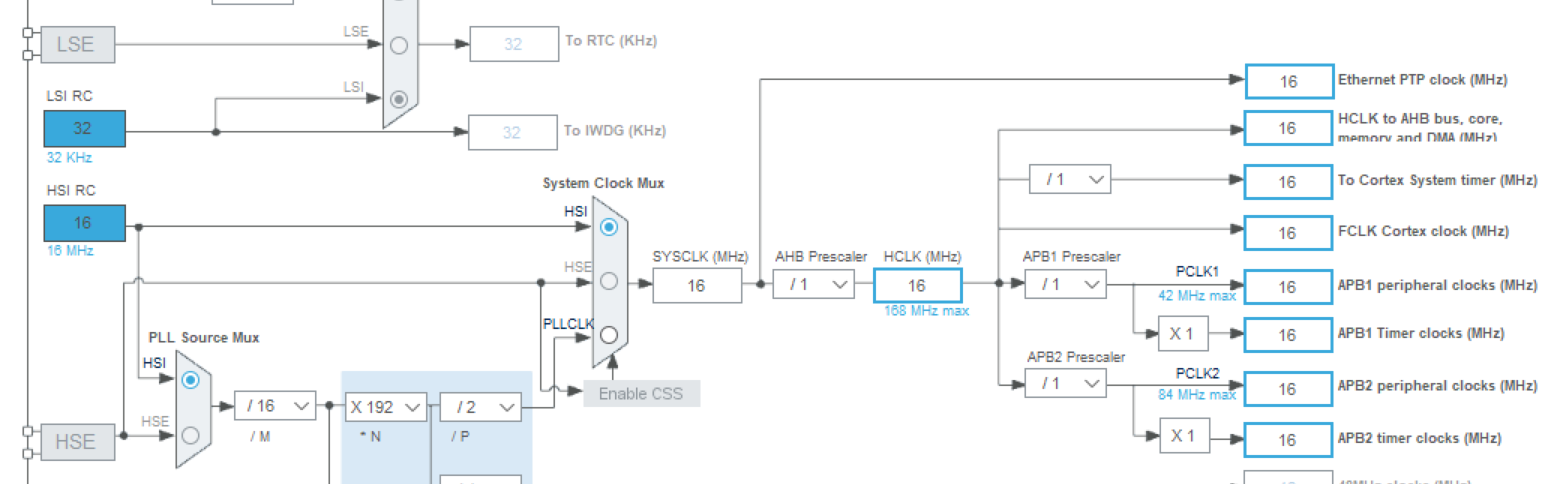 LSE
LSE
32
To RTC (KHz)
LSI RC
32
32 KHz
LSI
32
To IWDG (KHz)
HSI RC
16
16 MHz
System Clock Mux
HSI
HSE
PLLCLK
Enable CSS
PLL Source Mux
HSI
HSE
HSE
/ 16
/ M
X 192
* N
/ 2
/ P
SYSCLK (MHz)
16
AHB Prescaler
/ 1
HCLK (MHz)
16
168 MHz max
16
Ethernet PTP clock (MHz)
16
HCLK to AHB bus, core,
memory and DMA (MHz)
/ 1
16
To Cortex System timer (MHz)
16
FCLK Cortex clock (MHz)
APB1 Prescaler
/ 1
PCLK1
42 MHz max
16
APB1 peripheral clocks (MHz)
X 1
16
APB1 Timer clocks (MHz)
APB2 Prescaler
/ 1
PCLK2
84 MHz max
16
APB2 peripheral clocks (MHz)
X 1
16
APB2 timer clocks (MHz)